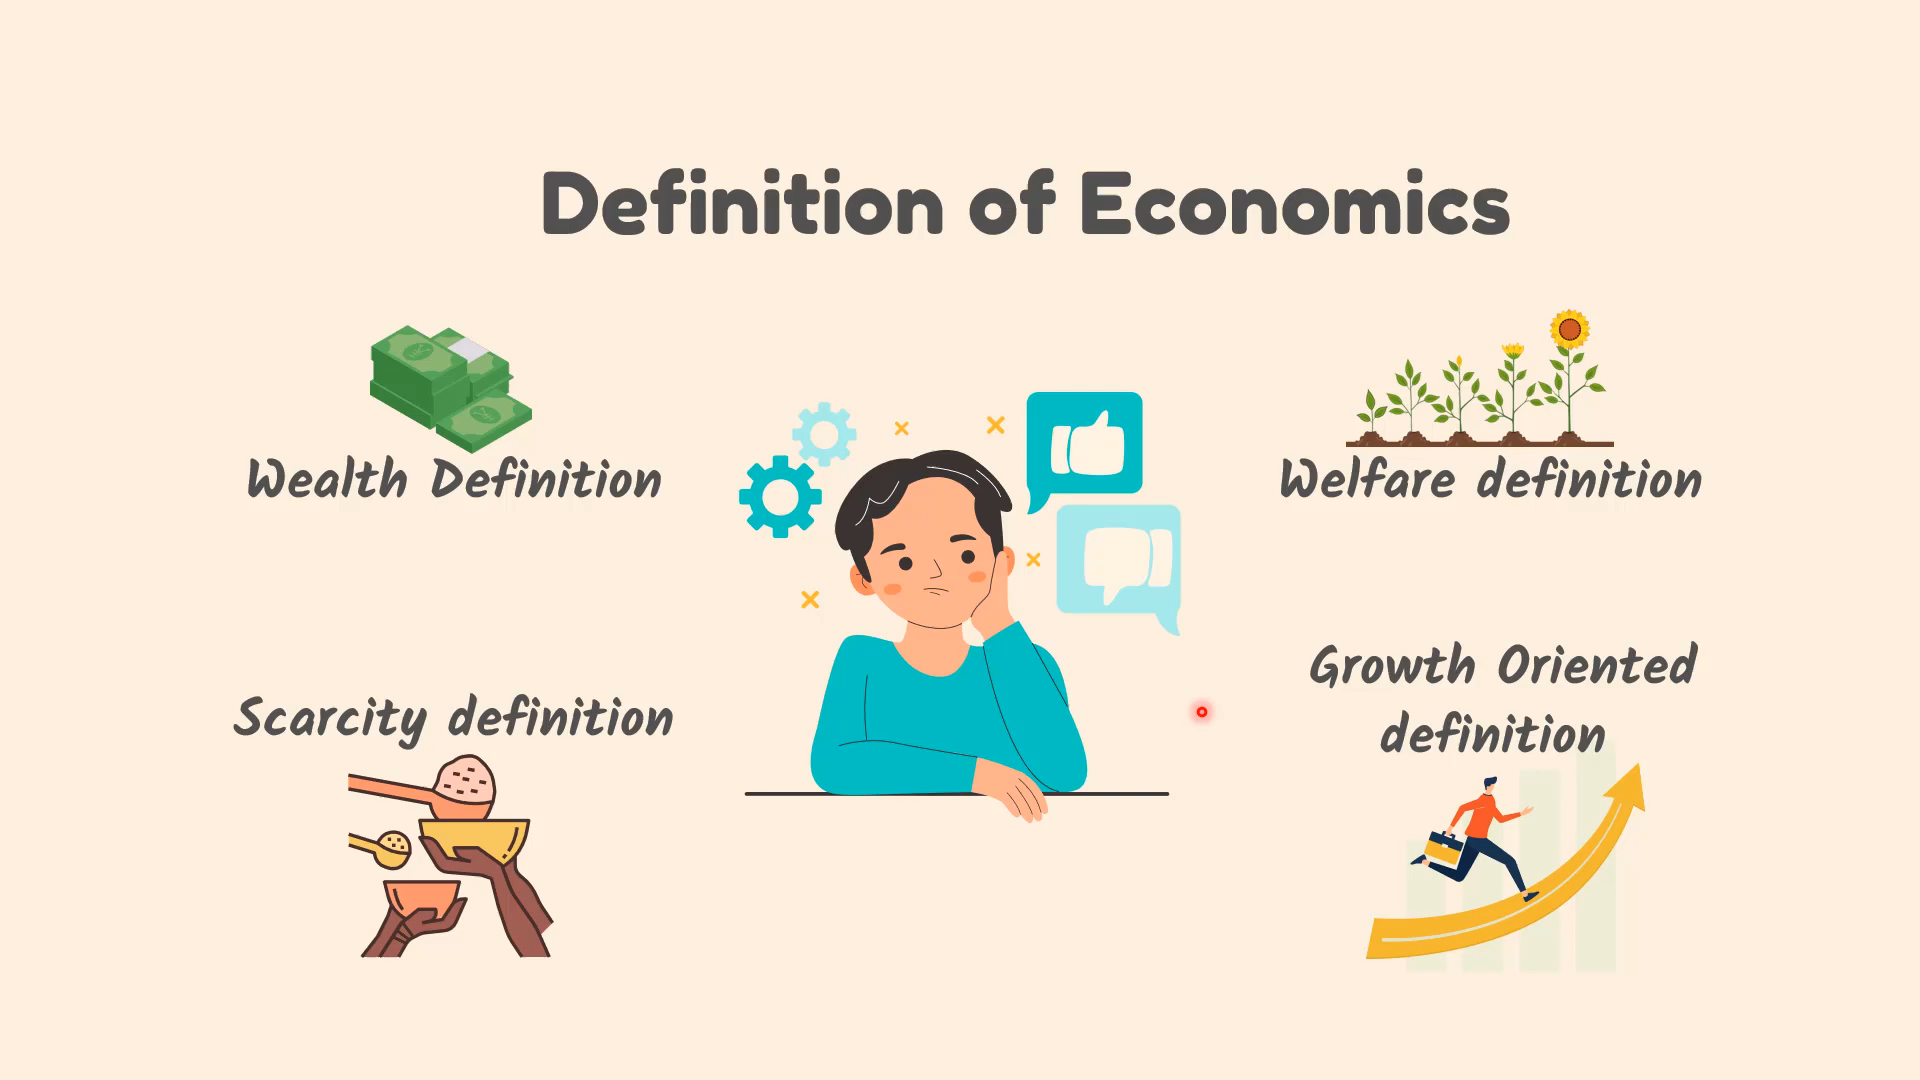 Definition of Economics
Wealth Definition
Welfare definition
Scarcity definition
Growth Oriented
definition